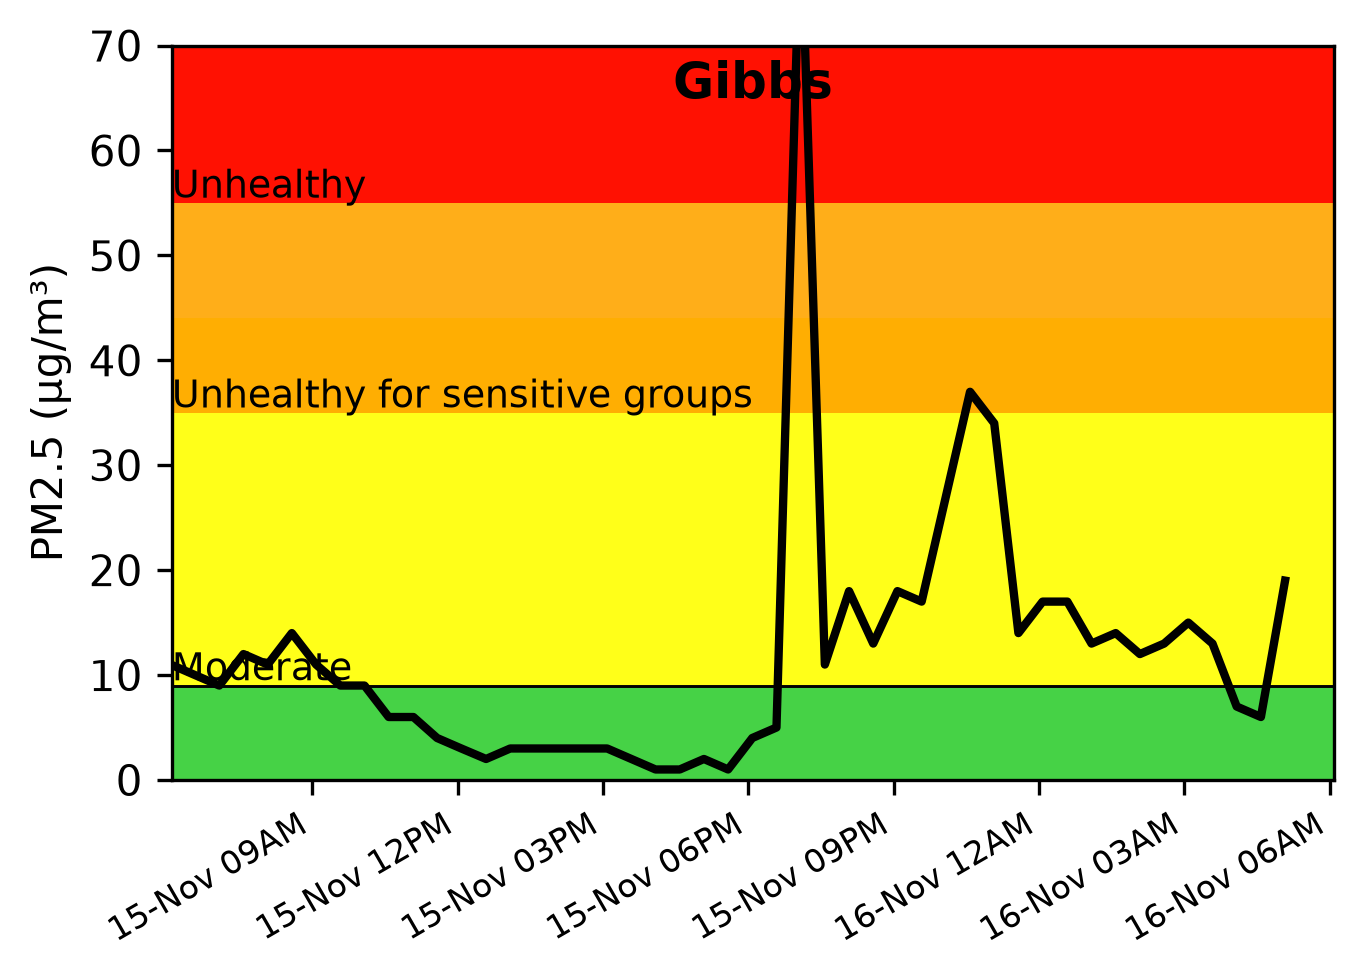 Gibbs
70
60
50
40
30
20
10
0
PM2.5 (µg/m³)
Unhealthy
Unhealthy for sensitive groups
Moderate
15-Nov 09AM
15-Nov 12PM
15-Nov 03PM
15-Nov 06PM
15-Nov 09PM
16-Nov 12AM
16-Nov 03AM
16-Nov 06AM